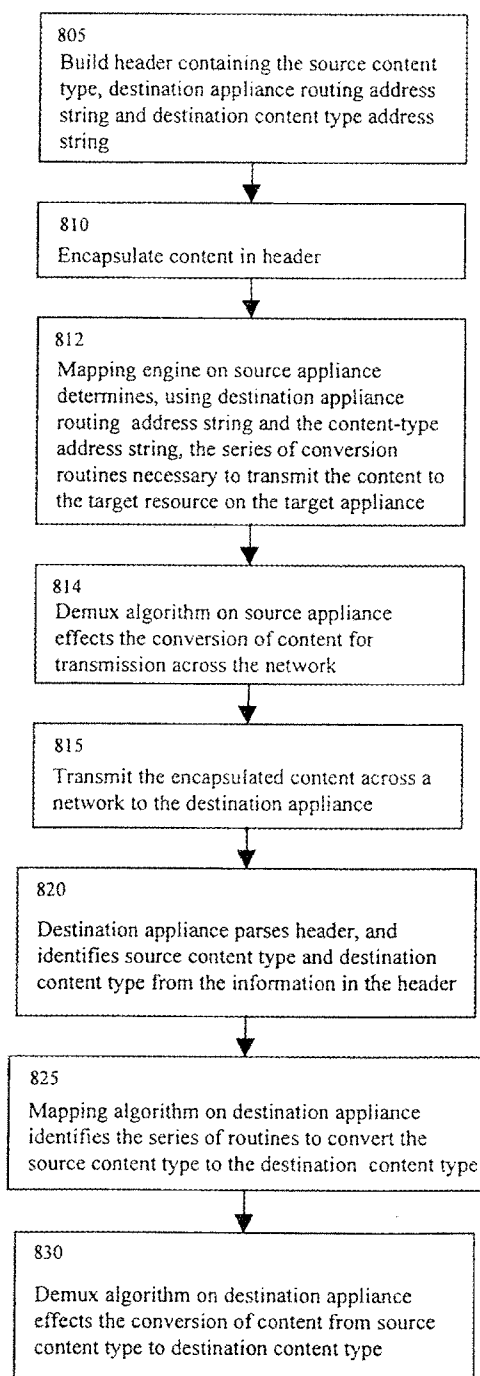 805
Build header containing the source content
type, destination appliance routing address
string and destination content type address
string
810
Encapsulate content in header
812
Mapping engine on source appliance
determines, using destination appliance
routing address string and the content-type
address string, the series of conversion
routines necessary to transmit the content to
the target resource on the target appliance
814
Demux algorithm on source appliance
effects the conversion of content for
transmission across the network
815
Transmit the encapsulated content across a
network to the destination appliance
820
Destination appliance parses header, and
identifies source content type and destination
content type from the information in the header
825
Mapping algorithm on destination appliance
identifies the series of routines to convert the
source content type to the destination content type
830
Demux algorithm on destination appliance
effects the conversion of content from source
content type to destination content type